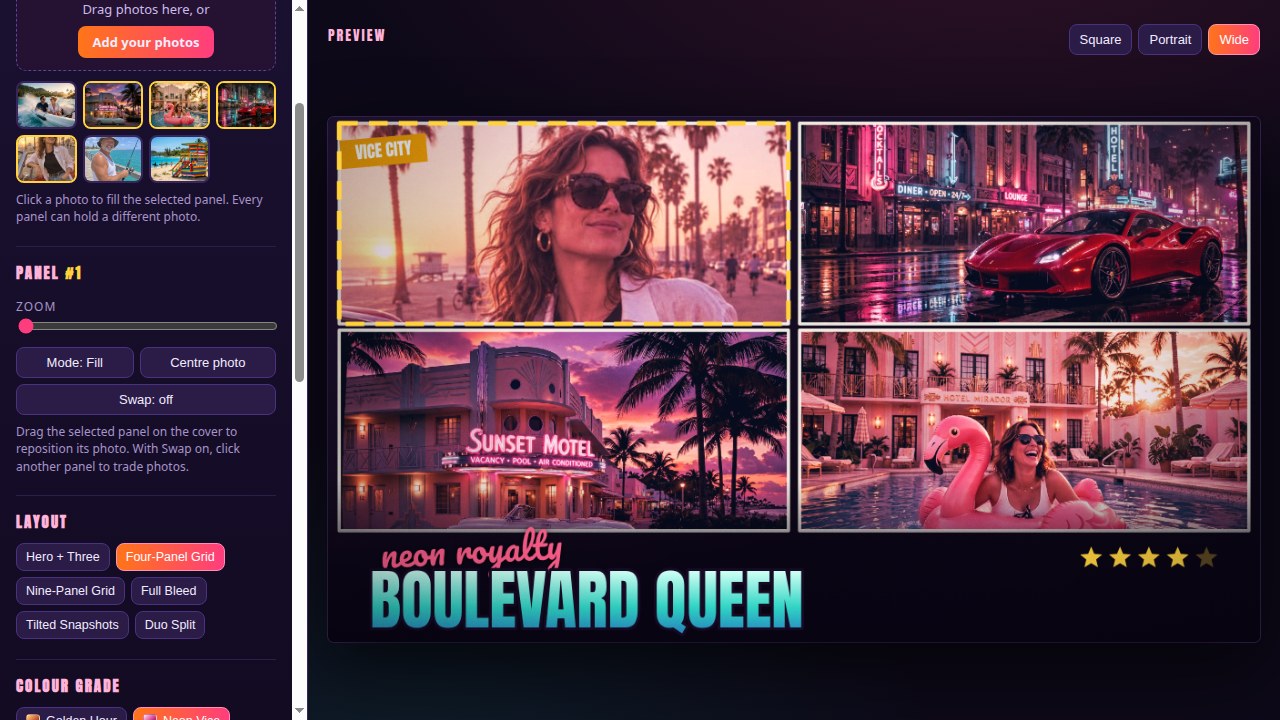 Drag photos here, or
Add your photos
Click a photo to fill the selected panel. Every
panel can hold a different photo.
PANEL #1
ZOOM
Mode: Fill
Centre photo
Swap: off
Drag the selected panel on the cover to
reposition its photo. With Swap on, click
another panel to trade photos.
LAYOUT
Hero + Three
Four-Panel Grid
Nine-Panel Grid
Full Bleed
Tilted Snapshots
Duo Split
COLOUR GRADE
Golden Hour
Neon Vice
PREVIEW
Square
Portrait
Wide
VICE CITY
HOTEL
DINER • OPEN • 24/7
LOUNGE
SUNSET MOTEL
VACANCY • POOL • AIR CONDITIONED
HOTEL MIRADOR
neon royalty
BOULEVARD QUEEN